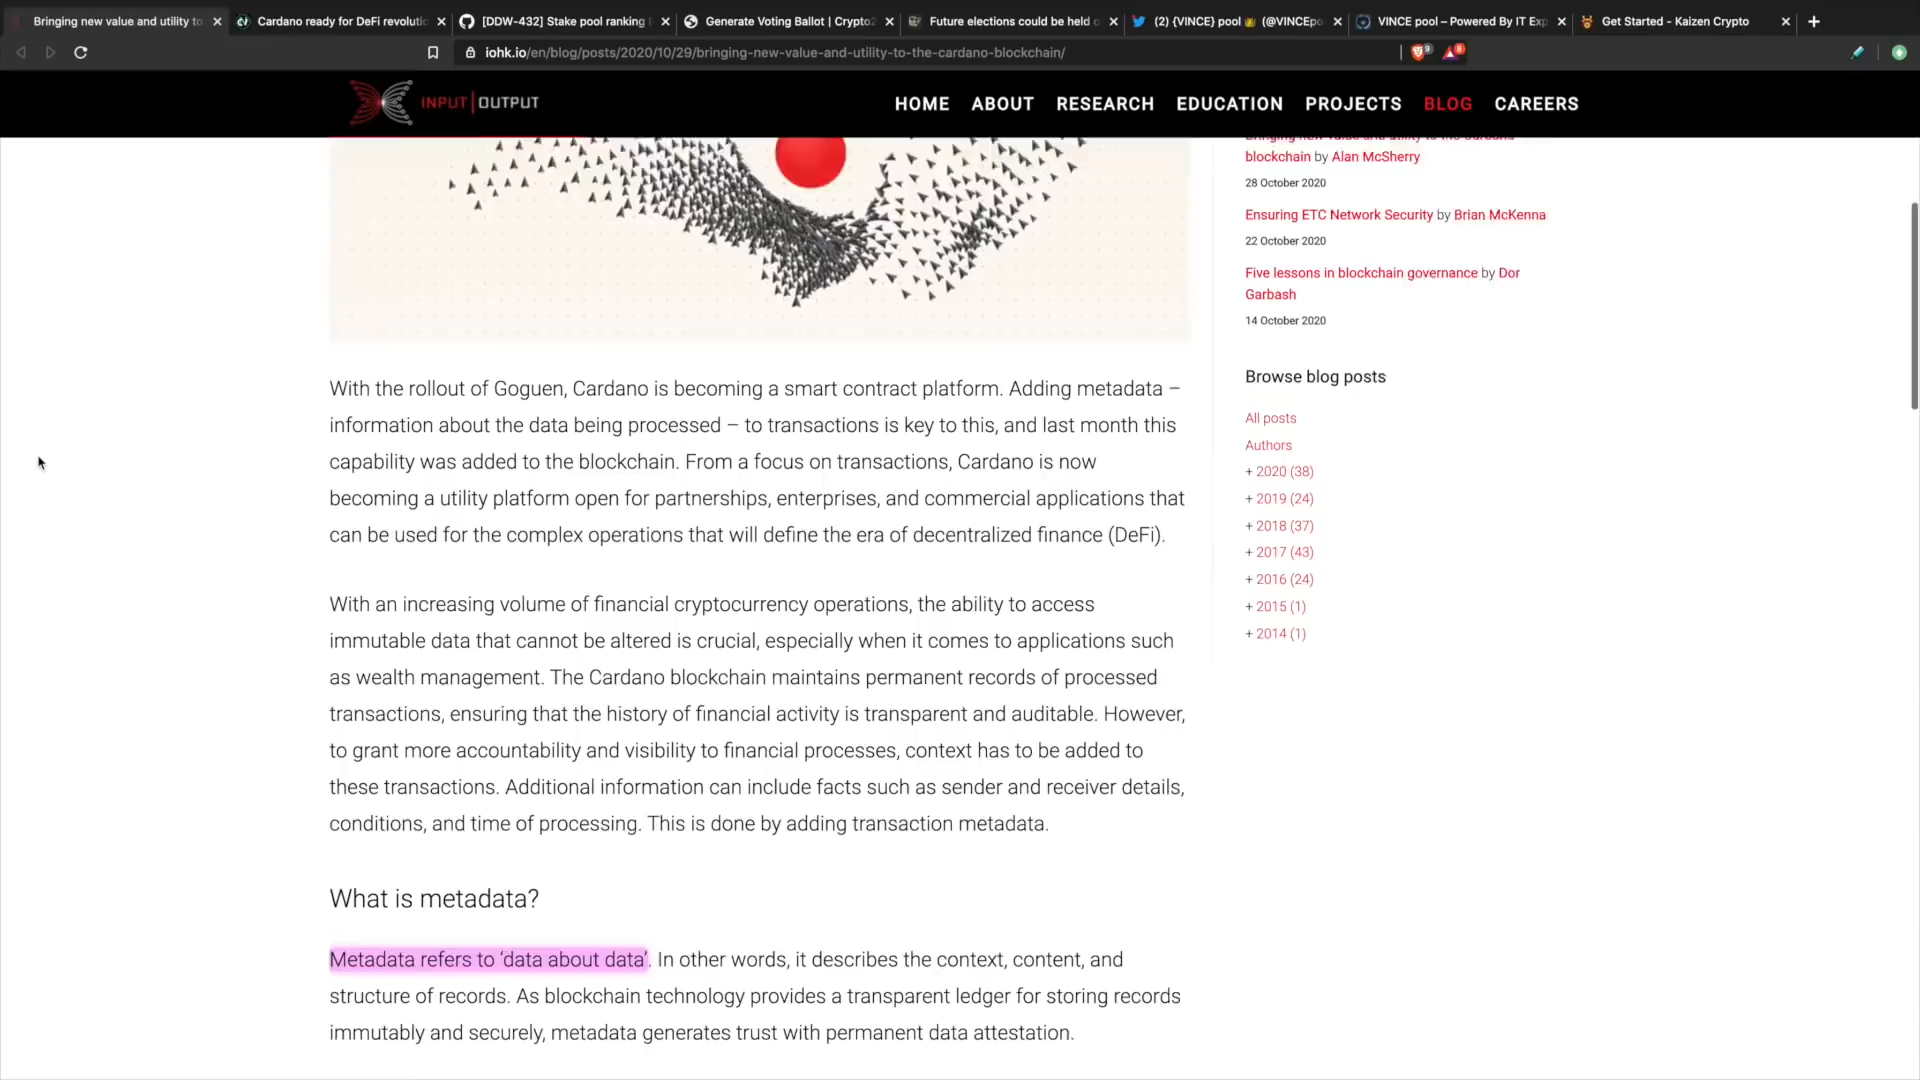 Bringing new value and utility to
Cardano ready for DeFi revolutio
[DDW-432] Stake pool ranking
Generate Voting Ballot | Crypto2
Future elections could be held o
(2) {VINCE} pool (@VINCEpo
VINCE pool – Powered By IT Exp
Get Started - Kaizen Crypto
iohk.io/en/blog/posts/2020/10/29/bringing-new-value-and-utility-to-the-cardano-blockchain/
9
8
INPUT|OUTPUT
HOME ABOUT RESEARCH EDUCATION PROJECTS BLOG CAREERS
Bringing new value and utility to the Cardano
blockchain by Alan McSherry
28 October 2020
Ensuring ETC Network Security by Brian McKenna
22 October 2020
Five lessons in blockchain governance by Dor
Garbash
14 October 2020
Browse blog posts
All posts
Authors
+ 2020 (38)
+ 2019 (24)
+ 2018 (37)
+ 2017 (43)
+ 2016 (24)
+ 2015 (1)
+ 2014 (1)
With the rollout of Goguen, Cardano is becoming a smart contract platform. Adding metadata –
information about the data being processed – to transactions is key to this, and last month this
capability was added to the blockchain. From a focus on transactions, Cardano is now
becoming a utility platform open for partnerships, enterprises, and commercial applications that
can be used for the complex operations that will define the era of decentralized finance (DeFi).
With an increasing volume of financial cryptocurrency operations, the ability to access
immutable data that cannot be altered is crucial, especially when it comes to applications such
as wealth management. The Cardano blockchain maintains permanent records of processed
transactions, ensuring that the history of financial activity is transparent and auditable. However,
to grant more accountability and visibility to financial processes, context has to be added to
these transactions. Additional information can include facts such as sender and receiver details,
conditions, and time of processing. This is done by adding transaction metadata.
What is metadata?
Metadata refers to ‘data about data’. In other words, it describes the context, content, and
structure of records. As blockchain technology provides a transparent ledger for storing records
immutably and securely, metadata generates trust with permanent data attestation.